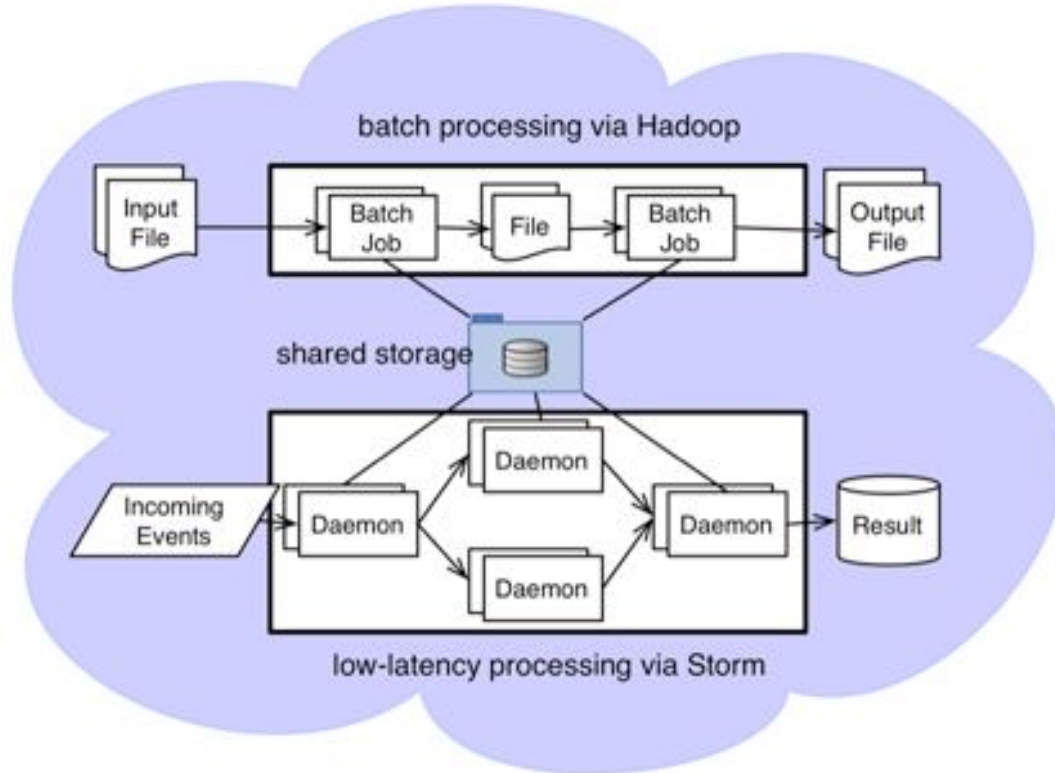 batch processing via Hadoop
Input
File
Batch
Job
File
Batch
Job
Output
File
shared storage
Daemon
Incoming
Events
Daemon
Daemon
Result
Daemon
low-latency processing via Storm